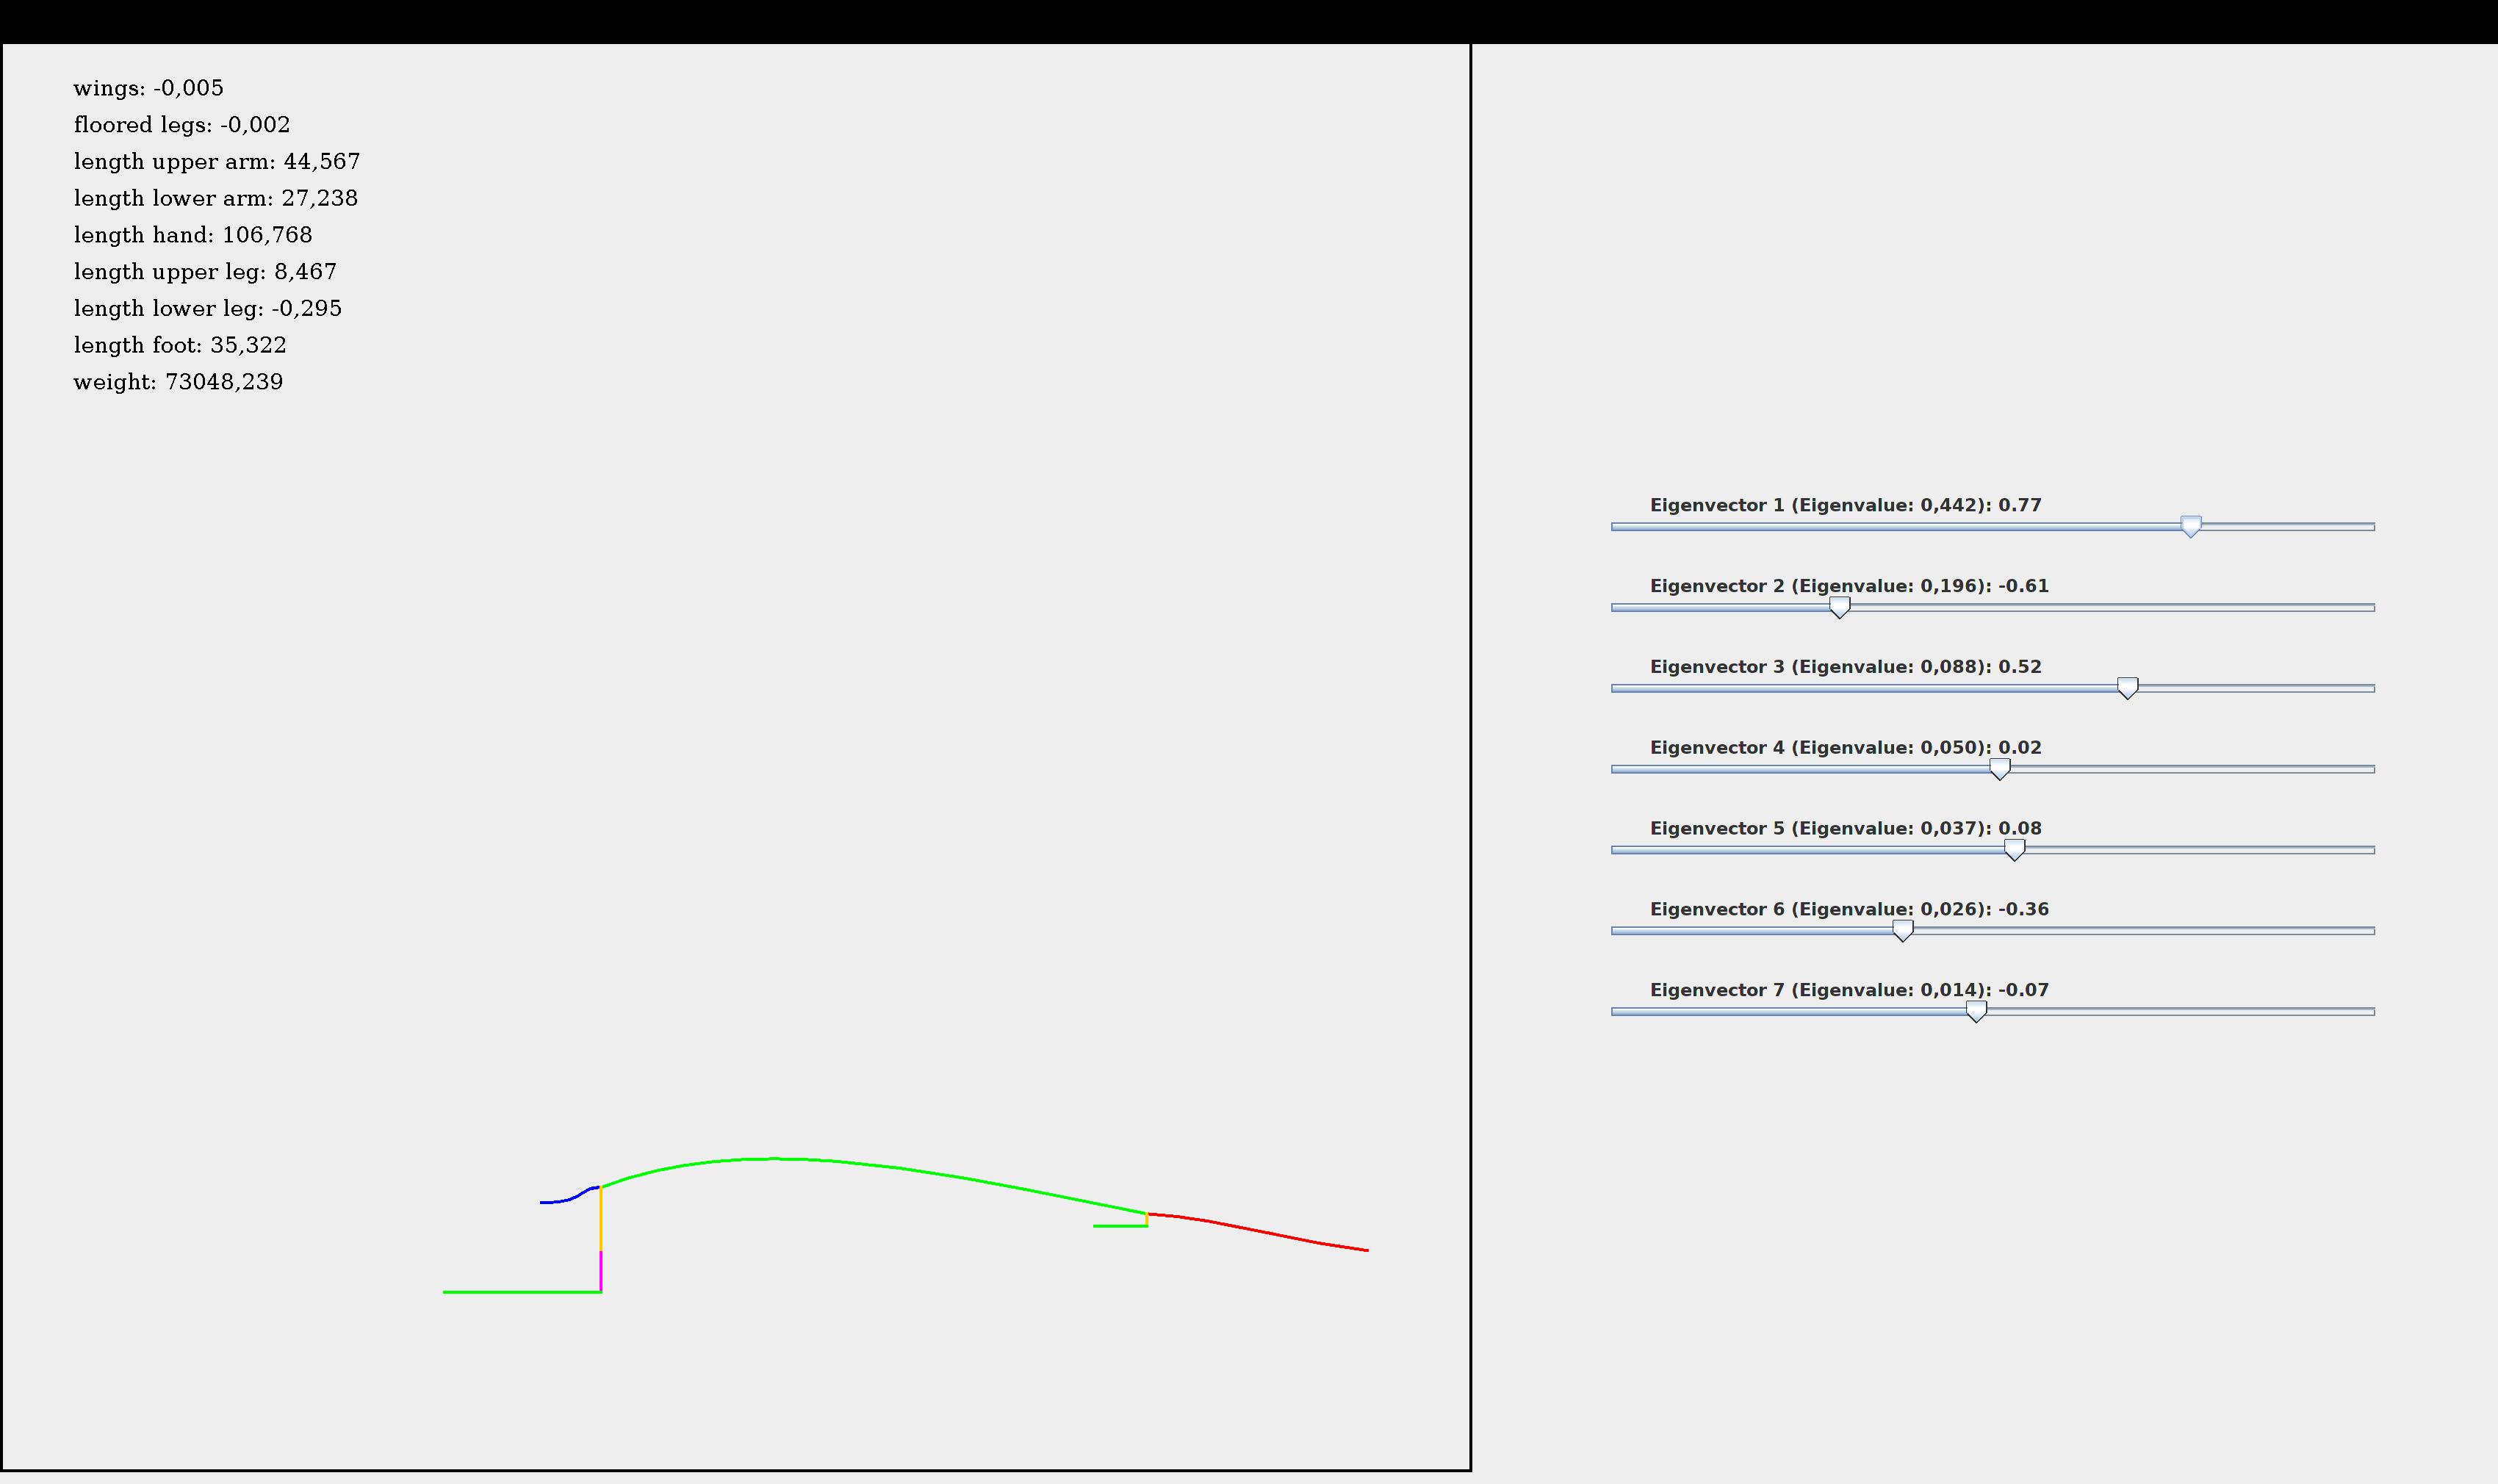 wings: -0,005
floored legs: -0,002
length upper arm: 44,567
length lower arm: 27,238
length hand: 106,768
length upper leg: 8,467
length lower leg: -0,295
length foot: 35,322
weight: 73048,239
Eigenvector 1 (Eigenvalue: 0,442): 0.77
Eigenvector 2 (Eigenvalue: 0,196): -0.61
Eigenvector 3 (Eigenvalue: 0,088): 0.52
Eigenvector 4 (Eigenvalue: 0,050): 0.02
Eigenvector 5 (Eigenvalue: 0,037): 0.08
Eigenvector 6 (Eigenvalue: 0,026): -0.36
Eigenvector 7 (Eigenvalue: 0,014): -0.07